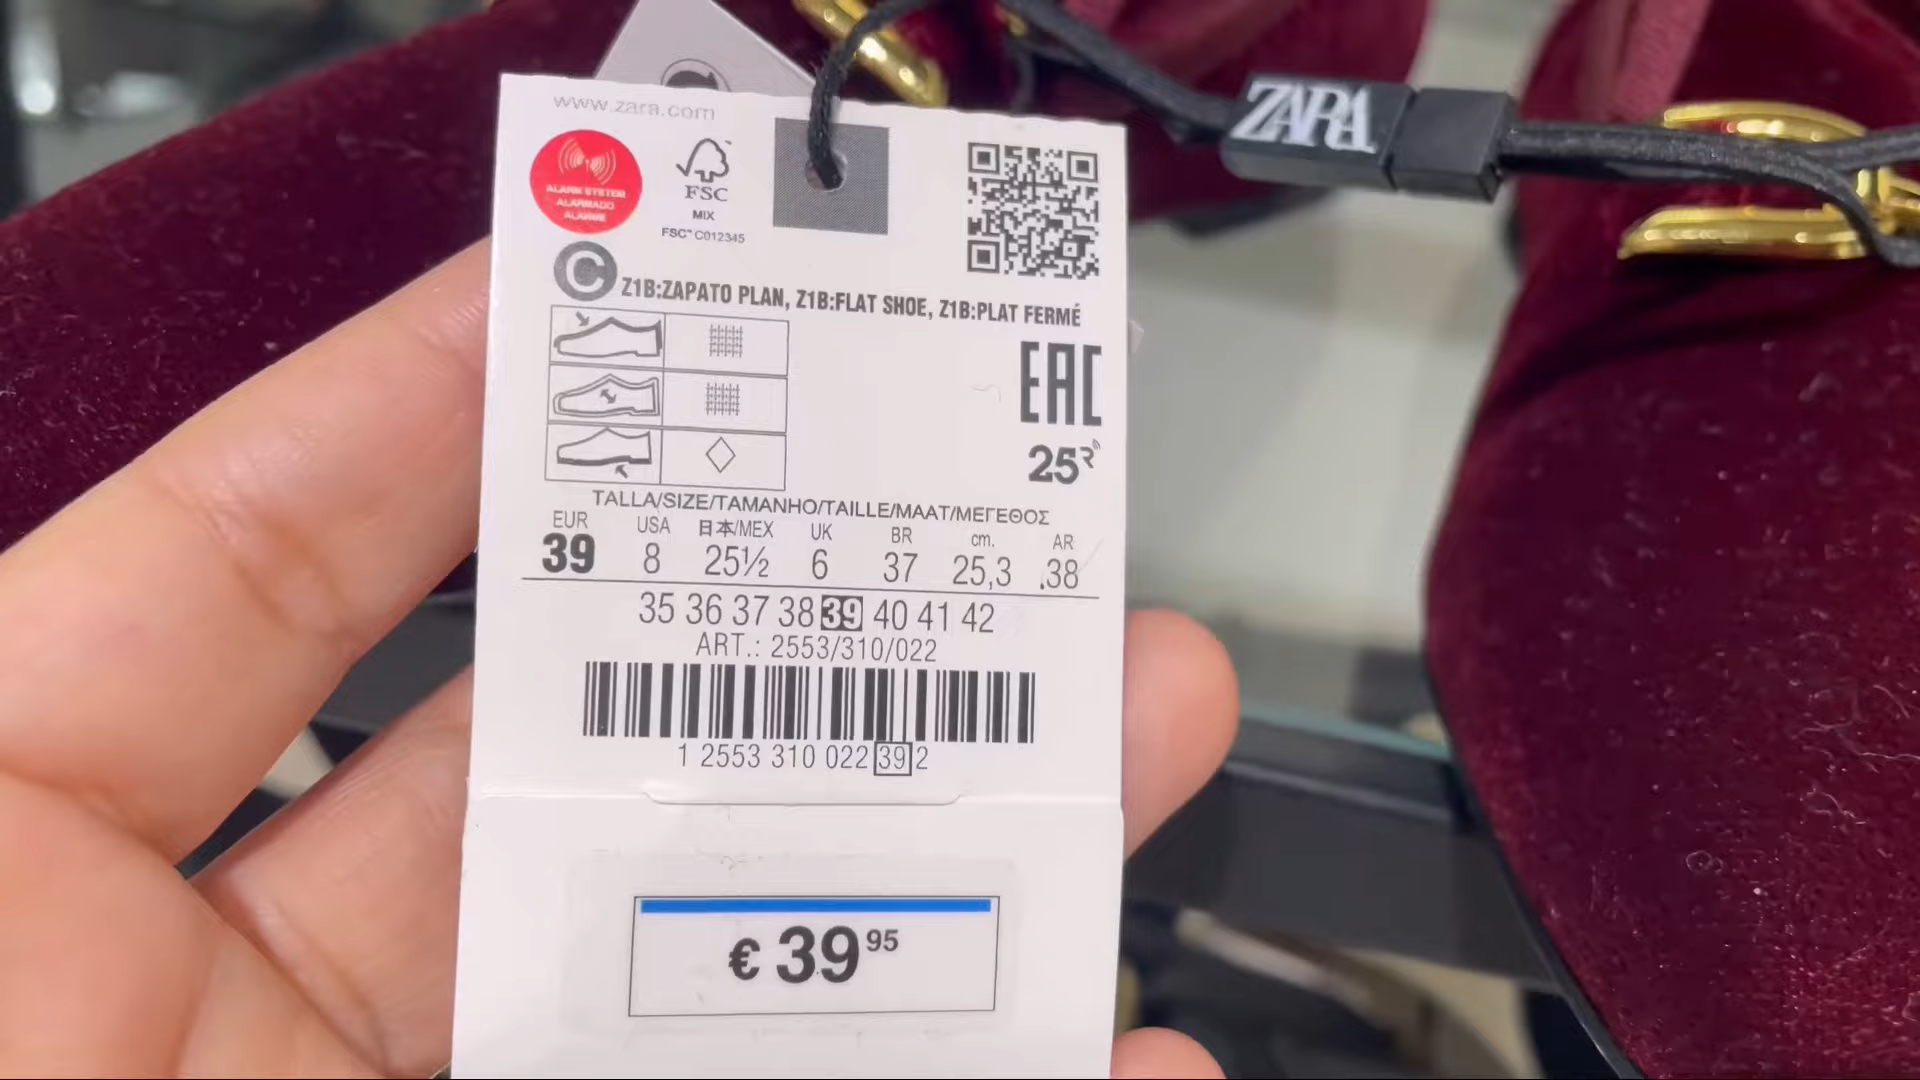 www.zara.com
ZARA
ALARM SYSTEM
ALARMADO
ALARME
FSC
MIX
FSC™ C012345
C
Z1B:ZAPATO PLAN, Z1B:FLAT SHOE, Z1B:PLAT FERMÉ
EAC
25
TALLA/SIZE/TAMANHO/TAILLE/MAAT/ΜΕΓΕΘΟΣ
EUR USA 日本/MEX UK BR cm. AR
39 8 25½ 6 37 25,3 38
35 36 37 38 39 40 41 42
ART.: 2553/310/022
1 2553 310 022 39 2
€ 39 95